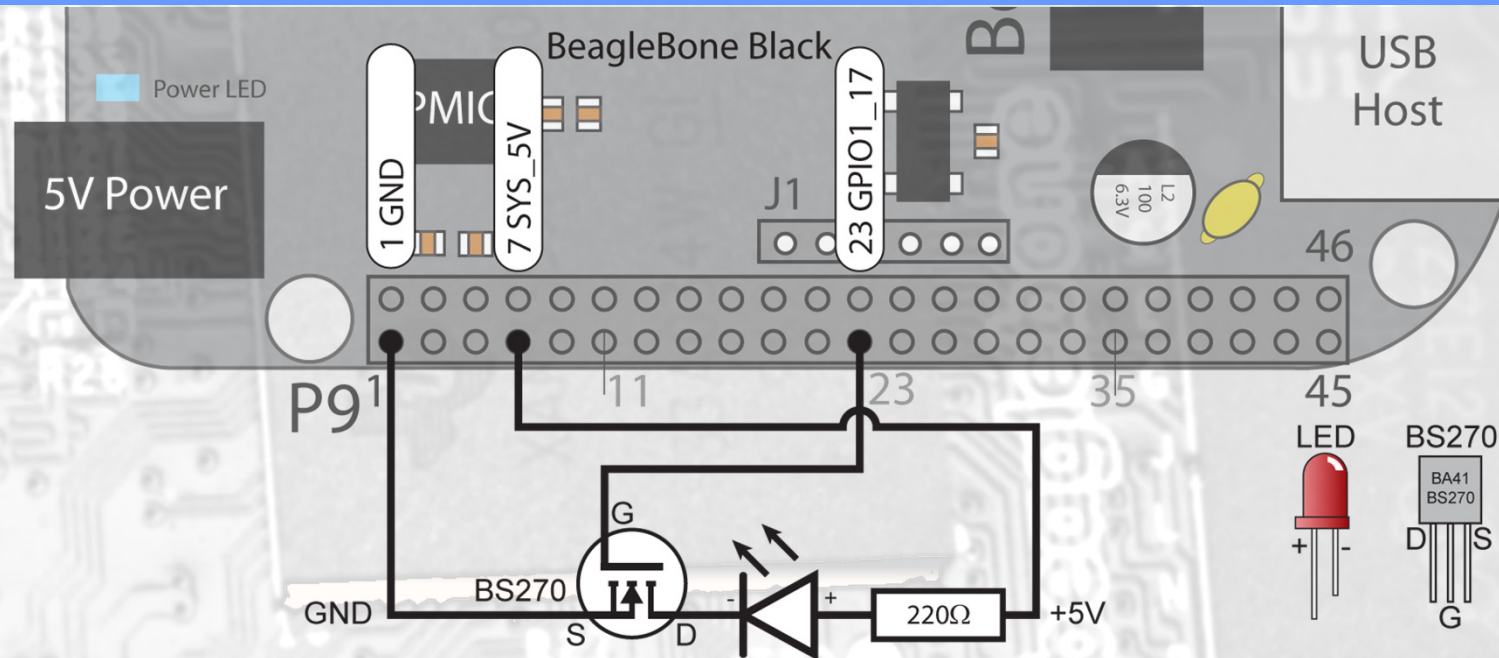 BeagleBone Black
Power LED
PMIC
5V Power
1 GND
7 SYS_5V
23 GPIO1_17
J1
L2
100
6.3V
USB
Host
46
P9
1
11
23
35
45
LED
+
-
BS270
BA41
BS270
D
S
G
G
BS270
S
D
GND
-
+
220Ω
+5V